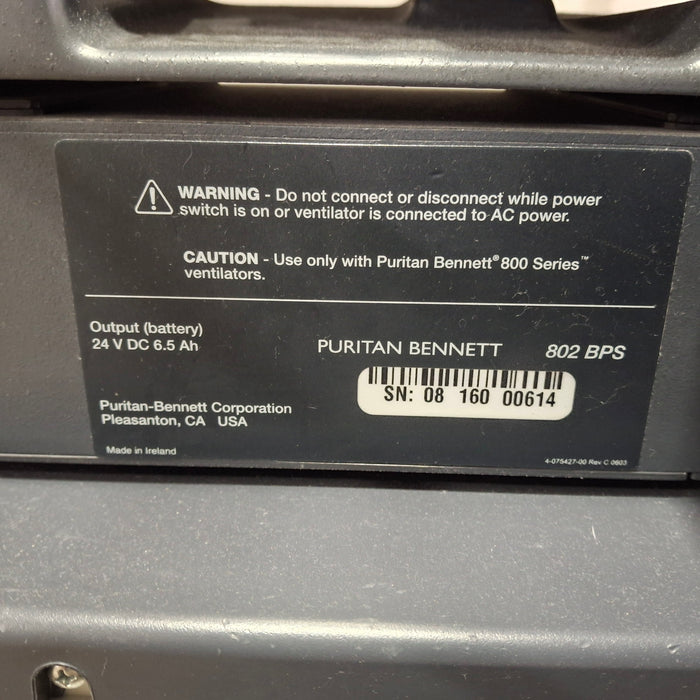 WARNING - Do not connect or disconnect while power
switch is on or ventilator is connected to AC power.
CAUTION - Use only with Puritan Bennett® 800 Series™
ventilators.
Output (battery)
24 V DC 6.5 Ah
PURITAN BENNETT 802 BPS
SN: 08 160 00614
Puritan-Bennett Corporation
Pleasanton, CA USA
Made in Ireland
4-075427-00 Rev C 0603